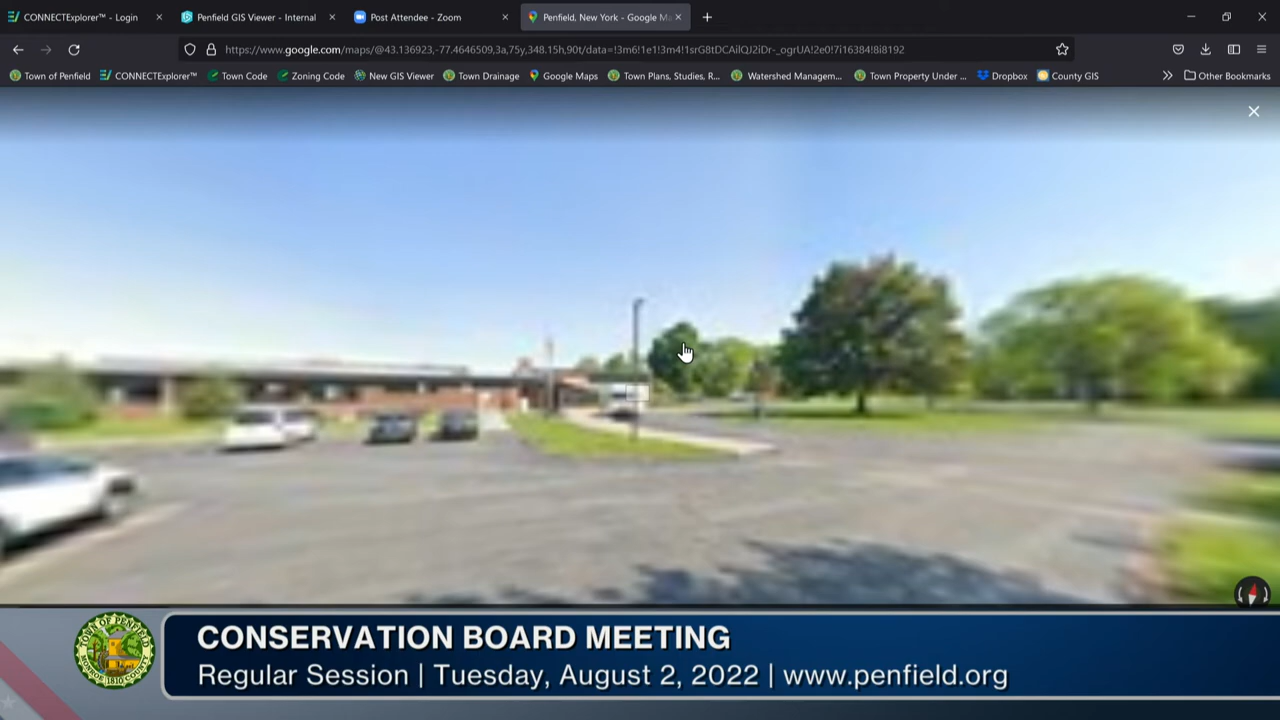 CONNECTExplorer™ - Login
Penfield GIS Viewer - Internal
Post Attendee - Zoom
Penfield, New York - Google Ma
https://www.google.com/maps/@43.136923,-77.4646509,3a,75y,348.15h,90t/data=!3m6!1e1!3m4!1srG8tDCAilQJ2iDr-_ogrUA!2e0!7i16384!8i8192
Town of Penfield
CONNECTExplorer™
Town Code
Zoning Code
New GIS Viewer
Town Drainage
Google Maps
Town Plans, Studies, R...
Watershed Managem...
Town Property Under ...
Dropbox
County GIS
Other Bookmarks
TOWN OF PENFIELD
1810
CONSERVATION BOARD MEETING
Regular Session | Tuesday, August 2, 2022 | www.penfield.org